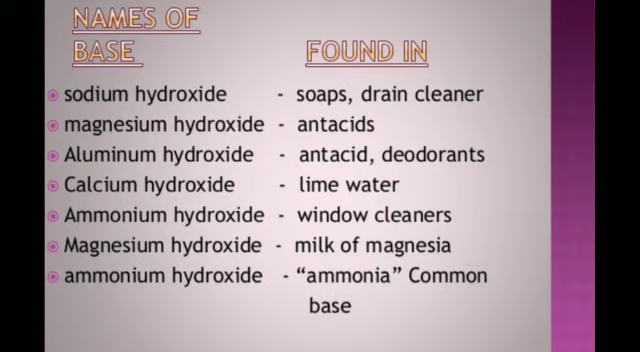 NAMES OF
BASE FOUND IN
sodium hydroxide - soaps, drain cleaner
magnesium hydroxide - antacids
Aluminum hydroxide - antacid, deodorants
Calcium hydroxide - lime water
Ammonium hydroxide - window cleaners
Magnesium hydroxide - milk of magnesia
ammonium hydroxide - “ammonia” Common
base